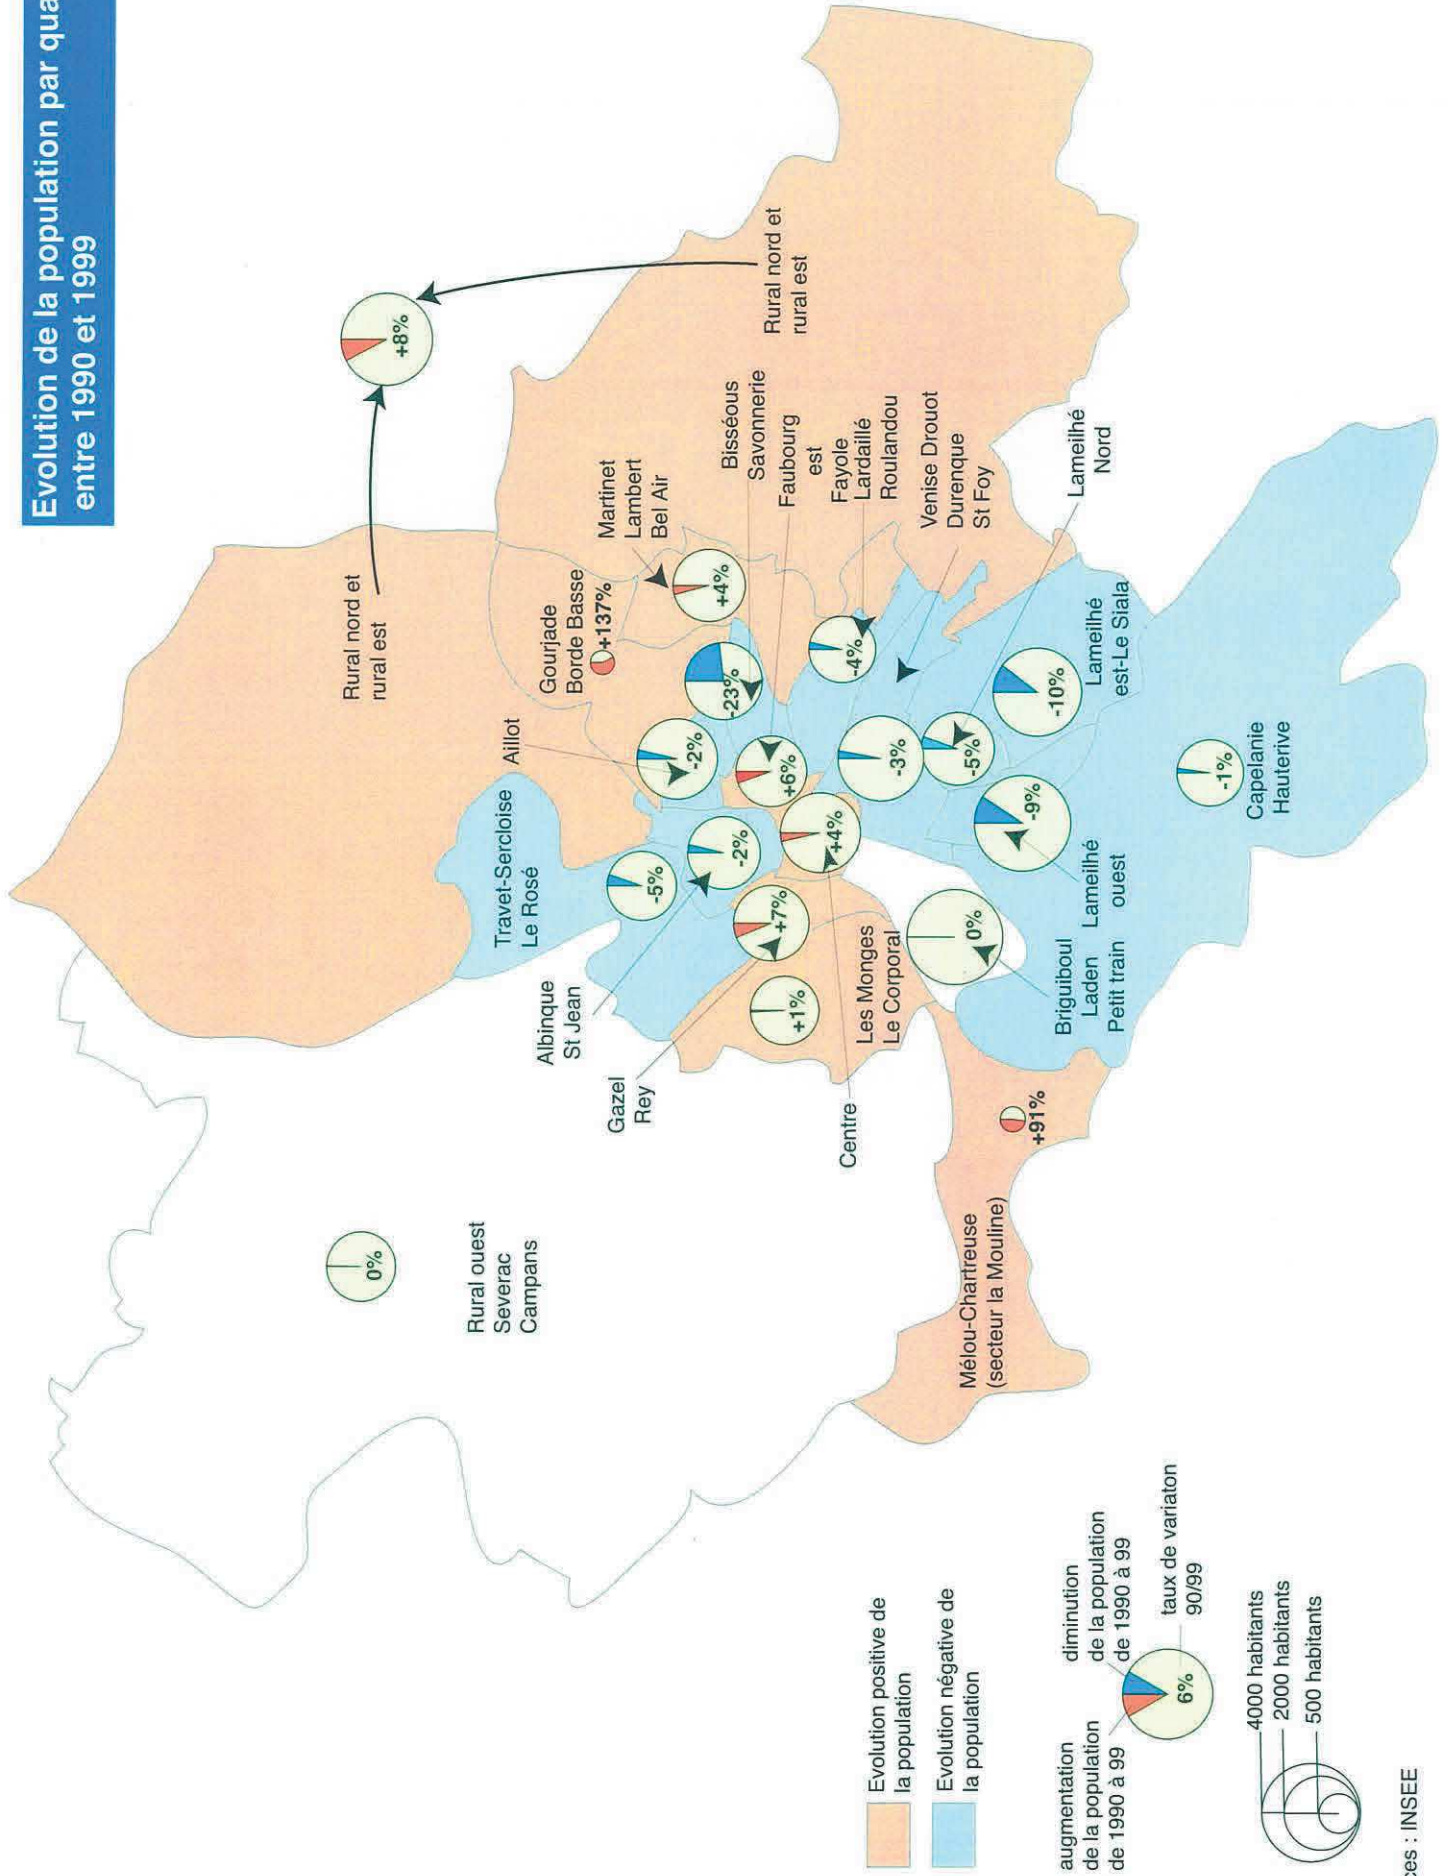 Evolution de la population par qua
entre 1990 et 1999
Rural nord et
rural est
+8%
Rural nord et
rural est
Gourjade
Borde Basse
+137%
Martinet
Lambert
Bel Air
+4%
Bisséous
Savonnerie
-23%
Faubourg
est
+6%
Fayole
Lardaillé
Roulandou
-4%
Venise Drouot
Durenque
St Foy
-3%
Lameilhé
Nord
-5%
Aillot
-2%
Travet-Sercloise
Le Rosé
-5%
Albinque
St Jean
-2%
Gazel
Rey
+7%
Centre
+4%
Les Monges
Le Corporal
+1%
Briguiboul
Laden
Petit train
0%
Lameilhé
ouest
-9%
Lameilhé
est-Le Siala
-10%
Capelanie
Hauterive
-1%
Mélou-Chartreuse
(secteur la Mouline)
+91%
Rural ouest
Severac
Campans
0%
Evolution positive de
la population
Evolution négative de
la population
augmentation
de la population
de 1990 à 99
diminution
de la population
de 1990 à 99
6%
taux de variaton
90/99
4000 habitants
2000 habitants
500 habitants
ces : INSEE